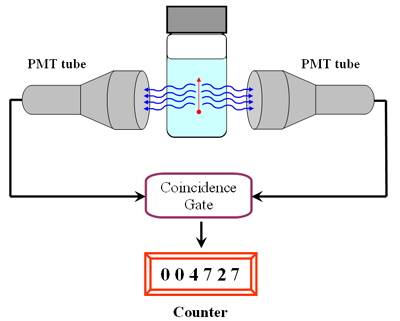 PMT tube
PMT tube
Coincidence
Gate
0 0 4 7 2 7
Counter